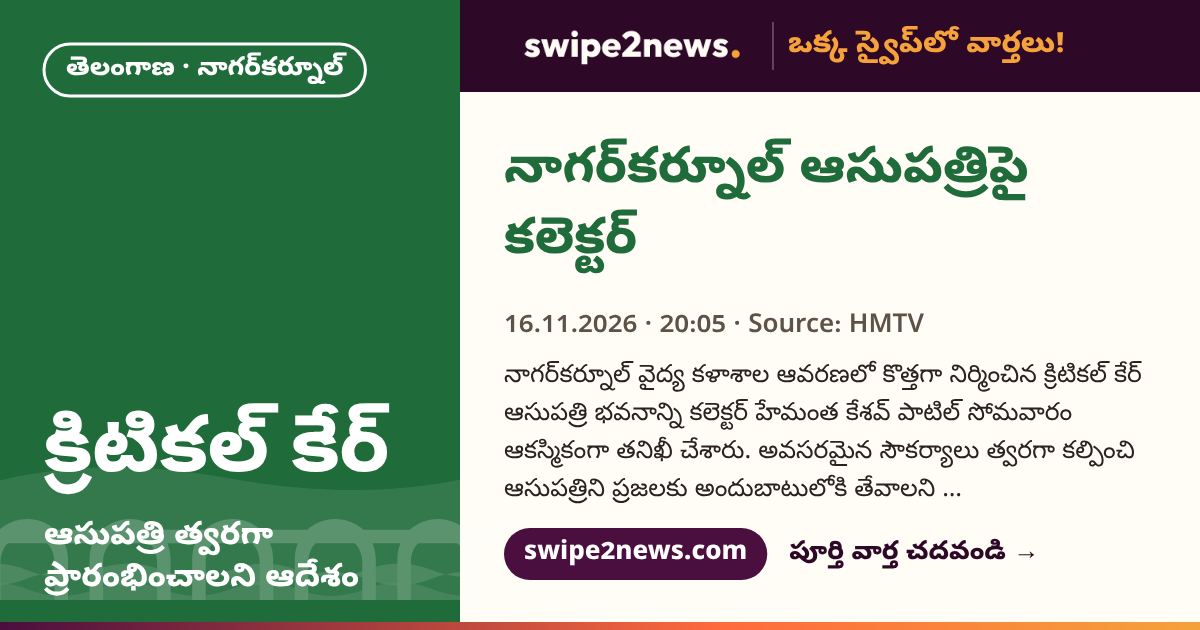 తెలంగాణ · నాగర్‌కర్నూల్
క్రిటికల్ కేర్
ఆసుపత్రి త్వరగా
ప్రారంభించాలని ఆదేశం
swipe2news.
ఒక్క స్వైప్‌లో వార్తలు!
నాగర్‌కర్నూల్ ఆసుపత్రిపై
కలెక్టర్
16.11.2026 · 20:05 · Source: HMTV
నాగర్‌కర్నూల్ వైద్య కళాశాల ఆవరణలో కొత్తగా నిర్మించిన క్రిటికల్ కేర్
ఆసుపత్రి భవనాన్ని కలెక్టర్ హేమంత కేశవ్ పాటిల్ సోమవారం
ఆకస్మికంగా తనిఖీ చేశారు. అవసరమైన సౌకర్యాలు త్వరగా కల్పించి
ఆసుపత్రిని ప్రజలకు అందుబాటులోకి తేవాలని ...
swipe2news.com
పూర్తి వార్త చదవండి →